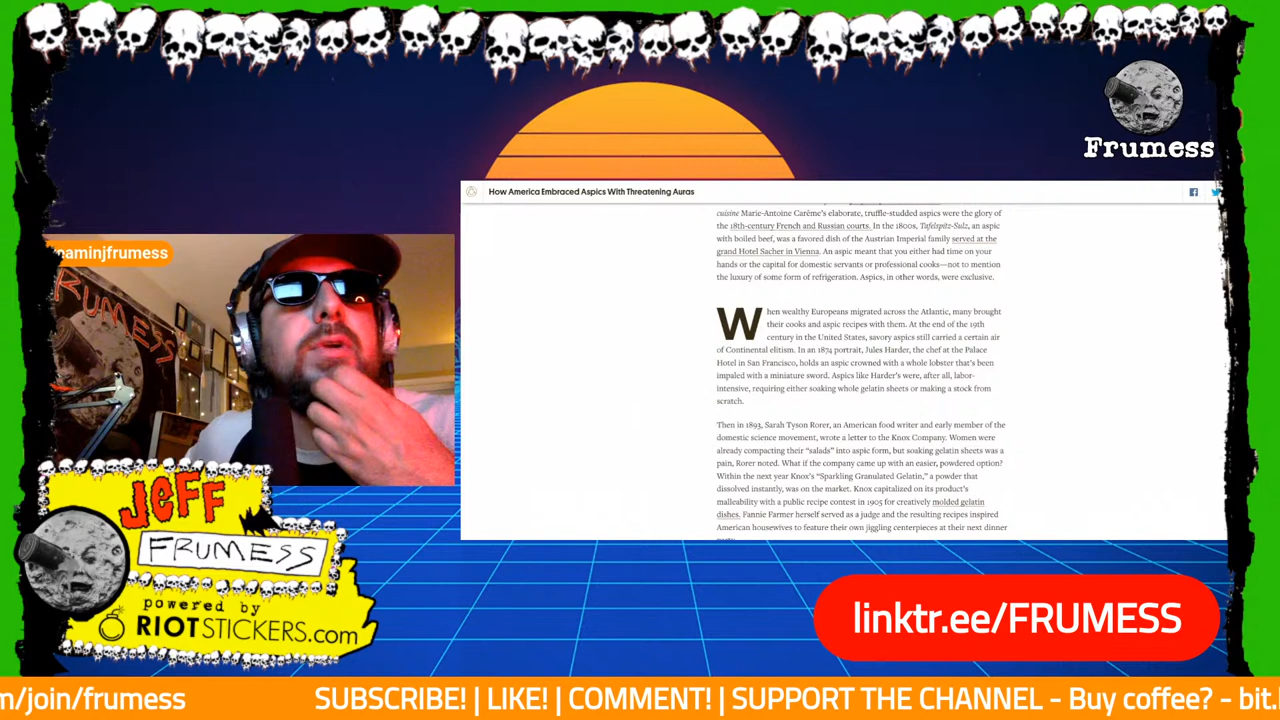 Frumess
How America Embraced Aspics With Threatening Auras
cuisine Marie-Antoine Carême's elaborate, truffle-studded aspics were the glory of
the 18th-century French and Russian courts. In the 1800s, Tafelspitz-Sulz, an aspic
with boiled beef, was a favored dish of the Austrian Imperial family served at the
grand Hotel Sacher in Vienna. An aspic meant that you either had time on your
hands or the capital for domestic servants or professional cooks—not to mention
the luxury of some form of refrigeration. Aspics, in other words, were exclusive.
When wealthy Europeans migrated across the Atlantic, many brought
their cooks and aspic recipes with them. At the end of the 19th
century in the United States, savory aspics still carried a certain air
of Continental elitism. In an 1874 portrait, Jules Harder, the chef at the Palace
Hotel in San Francisco, holds an aspic crowned with a whole lobster that's been
impaled with a miniature sword. Aspics like Harder's were, after all, labor-
intensive, requiring either soaking whole gelatin sheets or making a stock from
scratch.
Then in 1893, Sarah Tyson Rorer, an American food writer and early member of the
domestic science movement, wrote a letter to the Knox Company. Women were
already compacting their “salads” into aspic form, but soaking gelatin sheets was a
pain, Rorer noted. What if the company came up with an easier, powdered option?
Within the next year Knox's “Sparkling Granulated Gelatin,” a powder that
dissolved instantly, was on the market. Knox capitalized on its product's
malleability with a public recipe contest in 1905 for creatively molded gelatin
dishes. Fannie Farmer herself served as a judge and the resulting recipes inspired
American housewives to feature their own jiggling centerpieces at their next dinner
eaminjfrumess
FRUMESS
JEFF
FRUMESS
powered by
RIOTSTICKERS.com
linktr.ee/FRUMESS
m/join/frumess SUBSCRIBE! | LIKE! | COMMENT! | SUPPORT THE CHANNEL - Buy coffee? - bit.